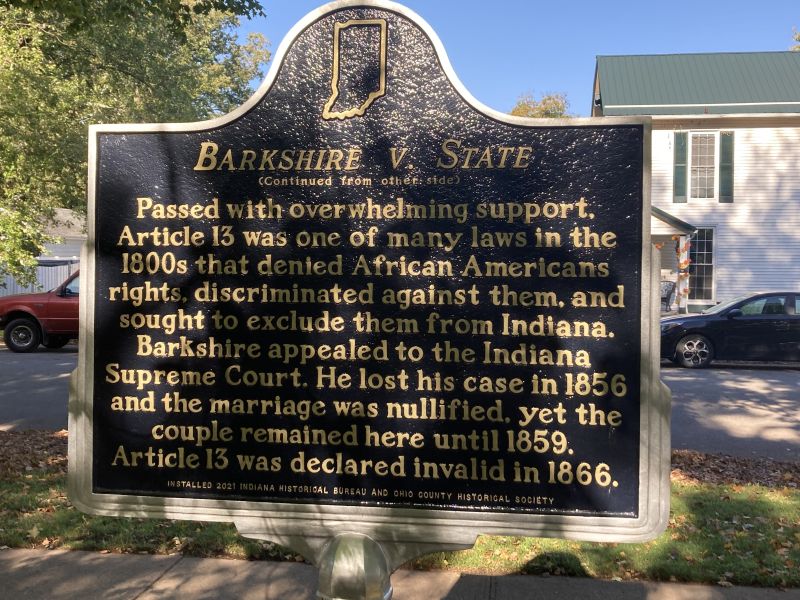 BARKSHIRE V. STATE
(Continued from other side)
Passed with overwhelming support,
Article 13 was one of many laws in the
1800s that denied African Americans
rights, discriminated against them, and
sought to exclude them from Indiana.
Barkshire appealed to the Indiana
Supreme Court. He lost his case in 1856
and the marriage was nullified, yet the
couple remained here until 1859.
Article 13 was declared invalid in 1866.
INSTALLED 2021 INDIANA HISTORICAL BUREAU AND OHIO COUNTY HISTORICAL SOCIETY